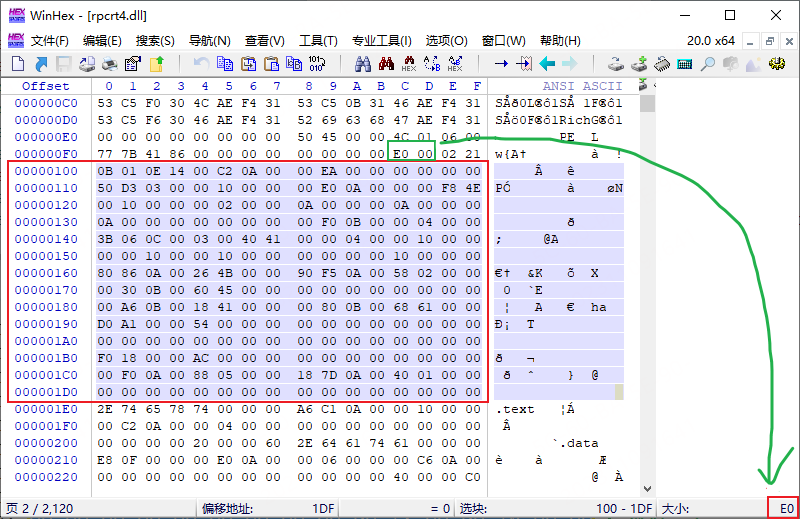 WinHex - [rpcrt4.dll]
文件(F) 编辑(E) 搜索(S) 导航(N) 查看(V) 工具(T) 专业工具(I) 选项(O) 窗口(W) 帮助(H) 20.0 x64
Offset 0 1 2 3 4 5 6 7 8 9 A B C D E F ANSI ASCII
000000C0 53 C5 F0 30 4C AE F4 31 53 C5 0B 31 46 AE F4 31 SÅð0L®ô1SÅ 1F®ô1
000000D0 53 C5 F6 30 46 AE F4 31 52 69 63 68 47 AE F4 31 SÅö0F®ô1RichG®ô1
000000E0 00 00 00 00 00 00 00 00 50 45 00 00 4C 01 06 00 PE L
000000F0 77 7B 41 86 00 00 00 00 00 00 00 00 E0 00 02 21 w{A† à !
00000100 0B 01 0E 14 00 C2 0A 00 00 EA 00 00 00 00 00 00 Â ê
00000110 50 D3 03 00 00 10 00 00 00 E0 0A 00 00 00 F8 4E PÓ à øN
00000120 00 10 00 00 00 02 00 00 0A 00 00 00 0A 00 00 00
00000130 0A 00 00 00 00 00 00 00 00 F0 0B 00 00 04 00 00 ð
00000140 3B 06 0C 00 03 00 40 41 00 00 04 00 00 10 00 00 ; @A
00000150 00 00 10 00 00 10 00 00 00 00 00 00 10 00 00 00
00000160 80 86 0A 00 26 4B 00 00 90 F5 0A 00 58 02 00 00 €† &K õ X
00000170 00 30 0B 00 60 45 00 00 00 00 00 00 00 00 00 00 0 `E
00000180 00 A6 0B 00 18 41 00 00 00 80 0B 00 68 61 00 00 ¦ A € ha
00000190 D0 A1 00 00 54 00 00 00 00 00 00 00 00 00 00 00 Ð¡ T
000001A0 00 00 00 00 00 00 00 00 00 00 00 00 00 00 00 00
000001B0 F0 18 00 00 AC 00 00 00 00 00 00 00 00 00 00 00 ð ¬
000001C0 00 F0 0A 00 88 05 00 00 18 7D 0A 00 40 01 00 00 ð ˆ } @
000001D0 00 00 00 00 00 00 00 00 00 00 00 00 00 00 00 00
000001E0 2E 74 65 78 74 00 00 00 A6 C1 0A 00 00 10 00 00 .text ¦Á
000001F0 00 C2 0A 00 00 04 00 00 00 00 00 00 00 00 00 00 Â
00000200 00 00 00 00 20 00 00 60 2E 64 61 74 61 00 00 00 `.data
00000210 E8 0F 00 00 00 E0 0A 00 00 06 00 00 00 C6 0A 00 è à Æ
00000220 00 00 00 00 00 00 00 00 00 00 00 00 40 00 00 C0 @ À
页 2 / 2,120 偏移地址: 1DF = 0 选块: 100 - 1DF 大小: E0